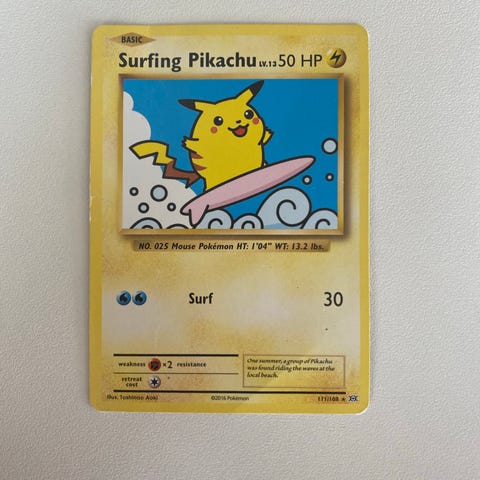 BASIC
Surfing Pikachu LV.13 50 HP
NO. 025 Mouse Pokémon HT: 1'04" WT: 13.2 lbs.
Surf 30
weakness ×2 resistance
retreat cost
One summer, a group of Pikachu was found riding the waves at the local beach.
Illus. Toshinao Aoki ©2016 Pokémon 111/108 ★